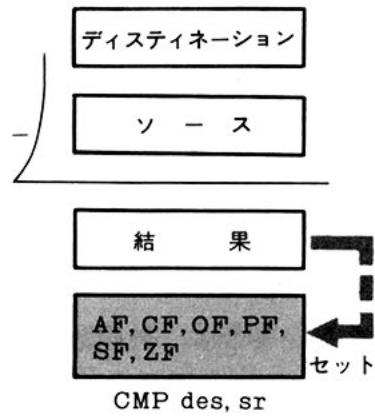 ディスティネーション
ソース
−
結果
AF, CF, OF, PF,
SF, ZF
セット
CMP des, sr